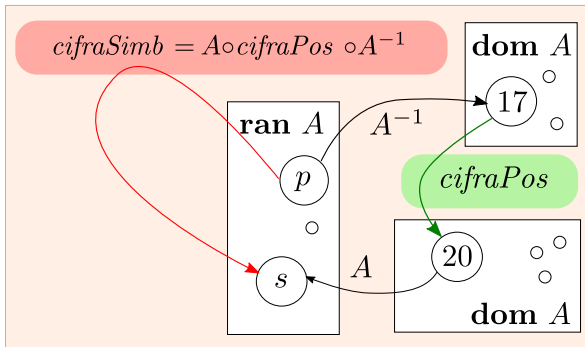 cifraSimb = A∘cifraPos ∘A⁻¹
dom A
17
ran A
A⁻¹
p
cifraPos
20
s
A
dom A